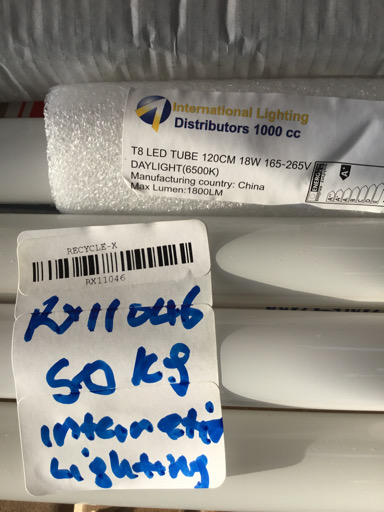 International Lighting
Distributors 1000 cc
T8 LED TUBE 120CM 18W 165-265V
DAYLIGHT(6500K)
Manufacturing country: China
Max Lumen:1800LM
A+
RECYCLE-X
RX11046
RX11046
50 Kg
internati
Lighting